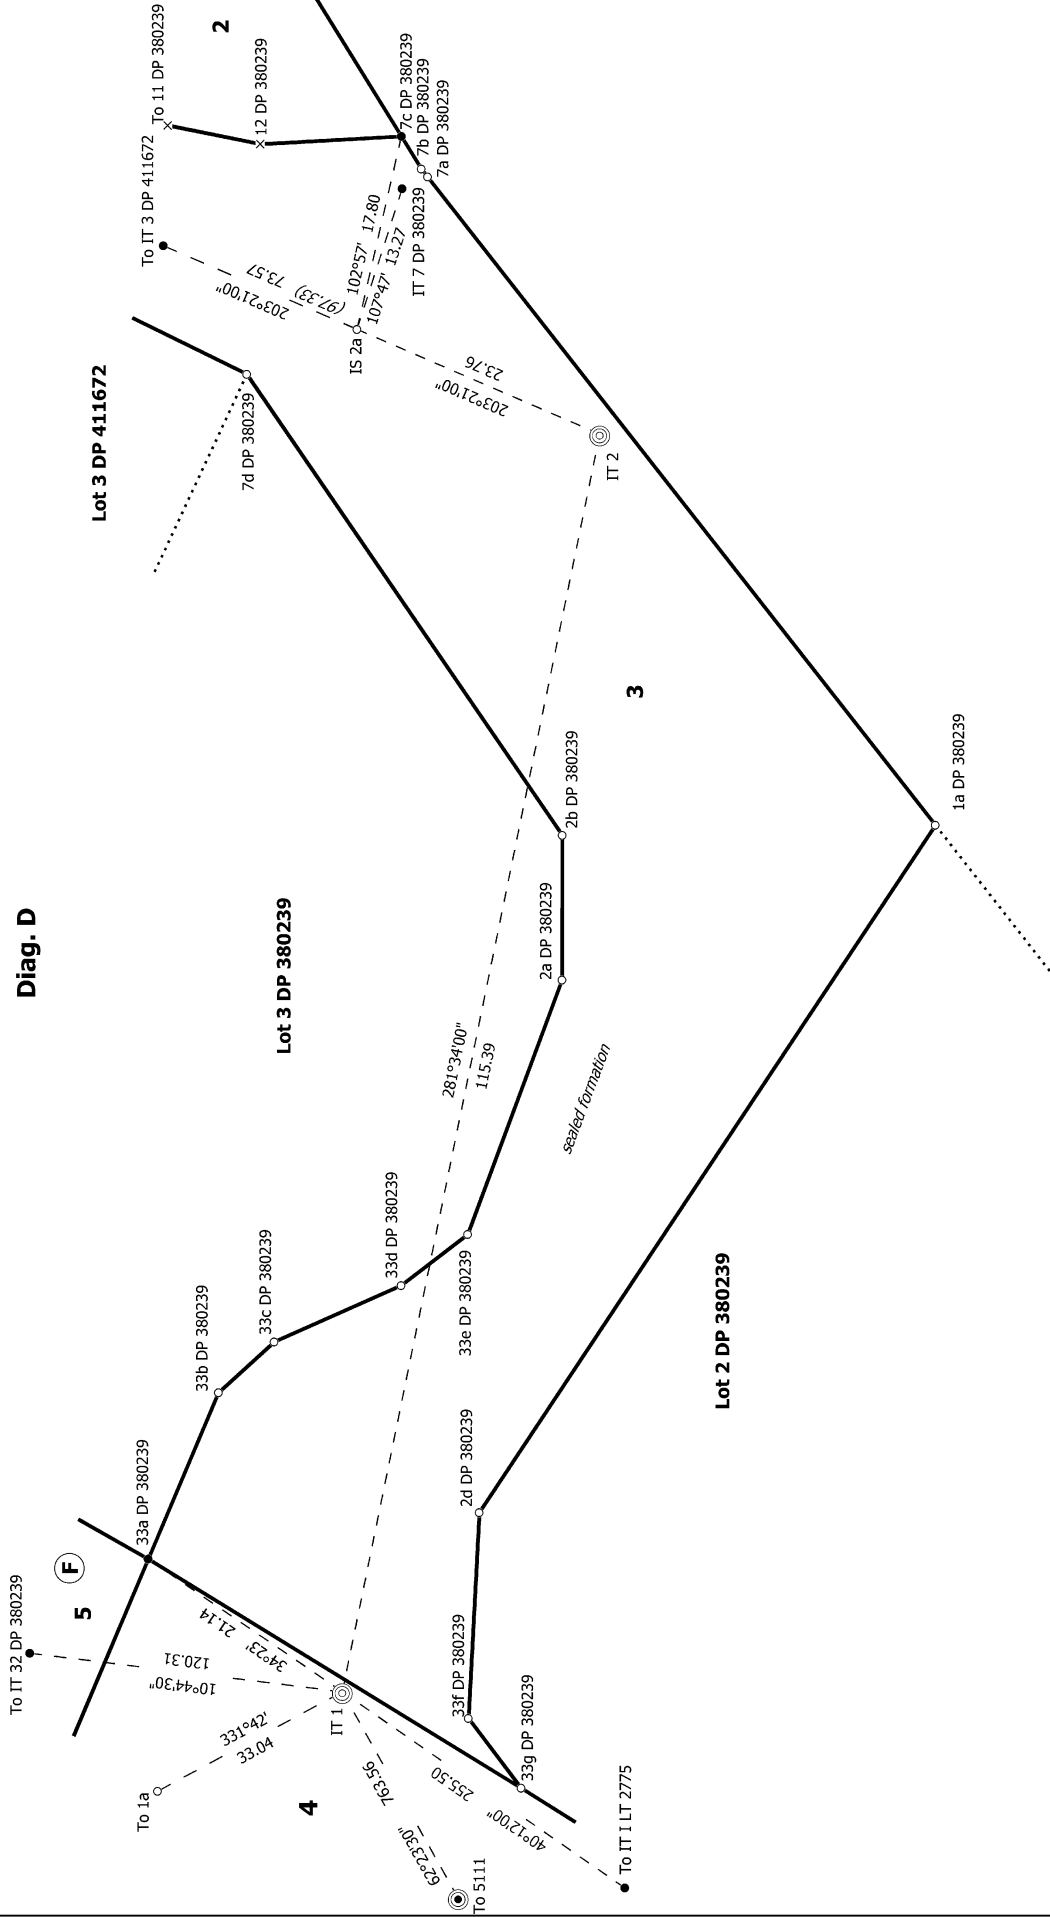 Diag. D
To 11 DP 380239
2
12 DP 380239
To IT 3 DP 411672
7c DP 380239
7b DP 380239
7a DP 380239
IT 7 DP 380239
102°57' 17.80
107°47' 13.27
73.57
(97.33)
203°21'00"
IS 2a
23.76
203°21'00"
IT 2
Lot 3 DP 411672
7d DP 380239
3
2b DP 380239
1a DP 380239
2a DP 380239
Lot 3 DP 380239
281°34'00"
115.39
sealed formation
33d DP 380239
33c DP 380239
33e DP 380239
33b DP 380239
Lot 2 DP 380239
2d DP 380239
33a DP 380239
F
5
To IT 32 DP 380239
21.14
34°23'
120.31
10°44'30"
331°42'
33.04
To 1a
IT 1
33f DP 380239
33g DP 380239
4
763.56
62°23'30"
255.50
40°12'00"
To 5111
To IT I LT 2775